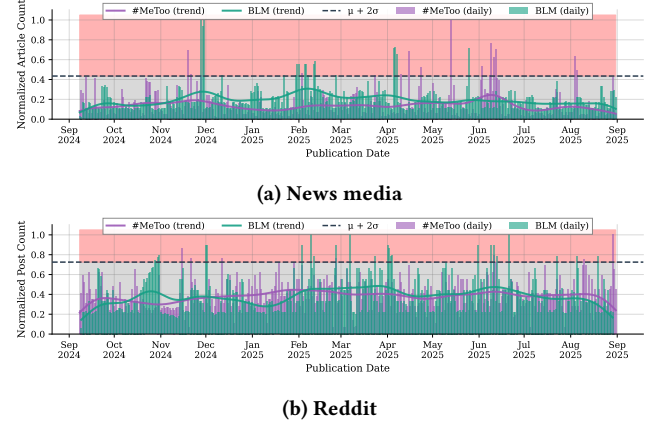 #MeToo (trend) BLM (trend) μ + 2σ #MeToo (daily) BLM (daily)
Normalized Article Count
1.0
0.8
0.6
0.4
0.2
0.0
Sep 2024 Oct Nov Dec 2024 Jan 2025 Feb 2025 Mar 2025 Apr 2025 May 2025 Jun 2025 Jul 2025 Aug 2025 Sep 2025
Publication Date
(a) News media
#MeToo (trend) BLM (trend) μ + 2σ #MeToo (daily) BLM (daily)
Normalized Post Count
1.0
0.8
0.6
0.4
0.2
0.0
Sep 2024 Oct 2024 Nov 2024 Dec 2024 Jan 2025 Feb 2025 Mar 2025 Apr 2025 May 2025 Jun 2025 Jul 2025 Aug 2025 Sep 2025
Publication Date
(b) Reddit